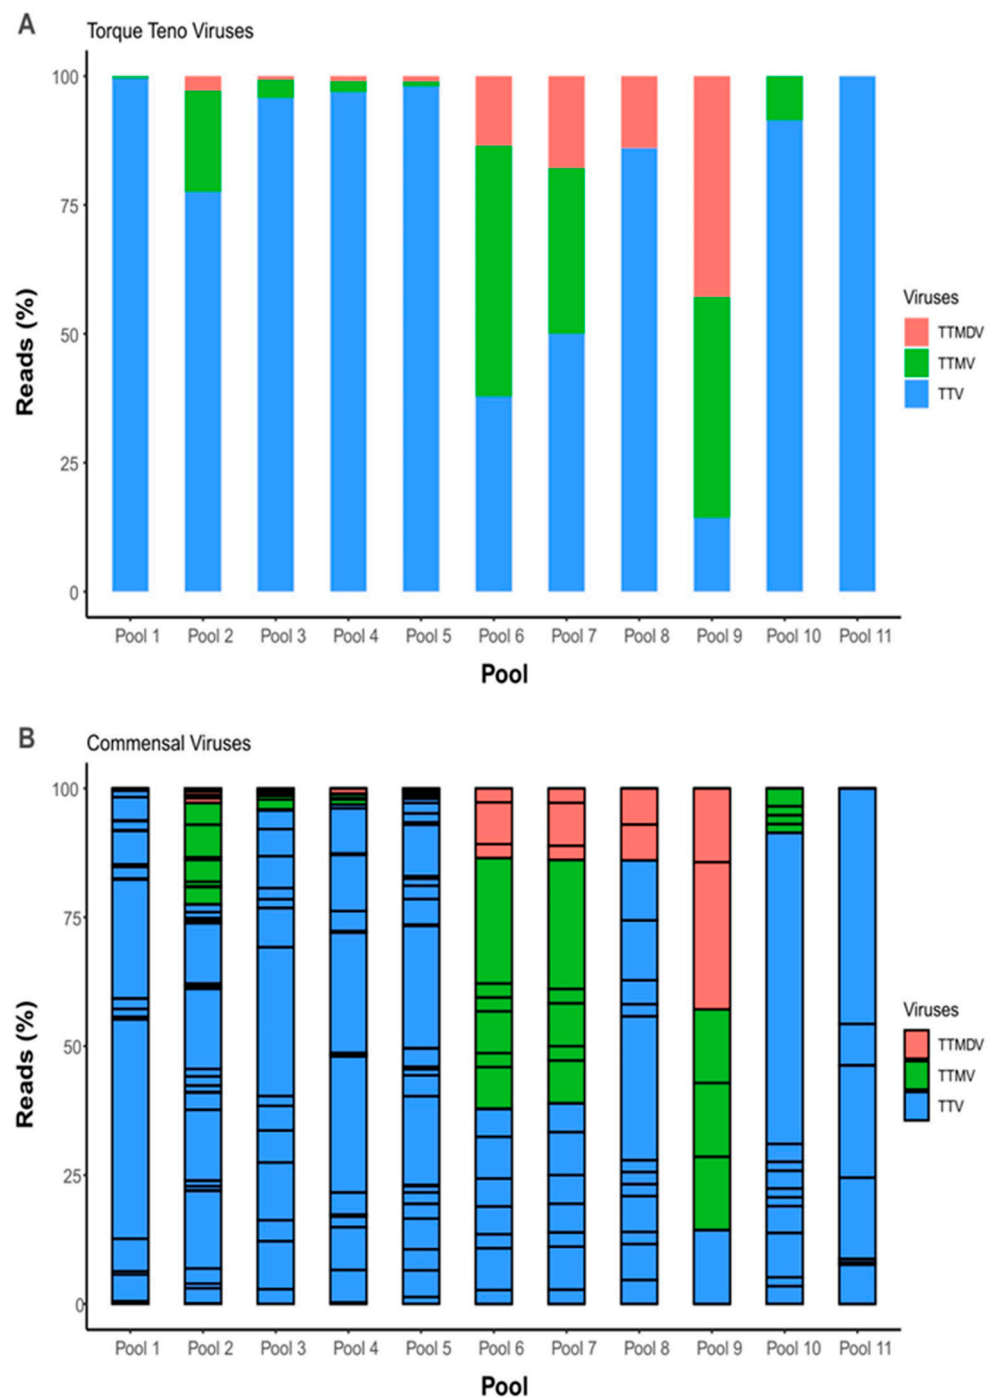 A
Torque Teno Viruses
100
75
50
25
0
Reads (%)
Pool 1 Pool 2 Pool 3 Pool 4 Pool 5 Pool 6 Pool 7 Pool 8 Pool 9 Pool 10 Pool 11
Pool
Viruses
TTMDV
TTMV
TTV
B
Commensal Viruses
100
75
50
25
0
Reads (%)
Pool 1 Pool 2 Pool 3 Pool 4 Pool 5 Pool 6 Pool 7 Pool 8 Pool 9 Pool 10 Pool 11
Pool
Viruses
TTMDV
TTMV
TTV